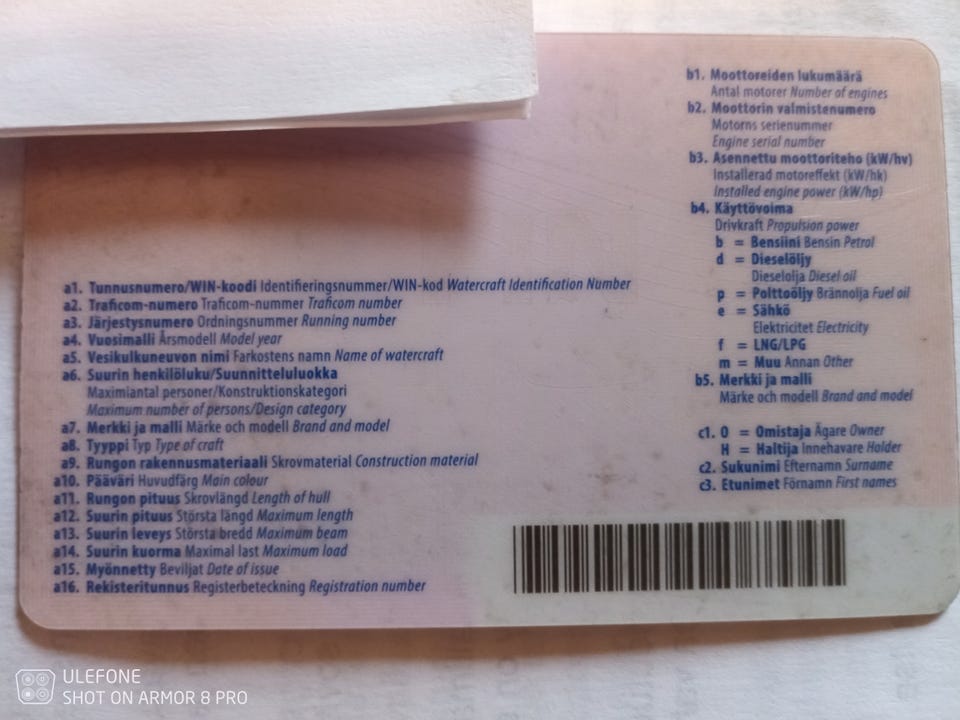 a1. Tunnusnumero/WIN-koodi Identifieringsnummer/WIN-kod Watercraft Identification Number
a2. Traficom-numero Traficom-nummer Traficom number
a3. Järjestysnumero Ordningsnummer Running number
a4. Vuosimalli Årsmodell Model year
a5. Vesikulkuneuvon nimi Farkostens namn Name of watercraft
a6. Suurin henkilöluku/Suunnitteluluokka
Maximiantal personer/Konstruktionskategori
Maximum number of persons/Design category
a7. Merkki ja malli Märke och modell Brand and model
a8. Tyyppi Typ Type of craft
a9. Rungon rakennusmateriaali Skrovmaterial Construction material
a10. Pääväri Huvudfärg Main colour
a11. Rungon pituus Skrovlängd Length of hull
a12. Suurin pituus Största längd Maximum length
a13. Suurin leveys Största bredd Maximum beam
a14. Suurin kuorma Maximal last Maximum load
a15. Myönnetty Beviljat Date of issue
a16. Rekisteritunnus Registerbeteckning Registration number
b1. Moottoreiden lukumäärä
Antal motorer Number of engines
b2. Moottorin valmistenumero
Motorns serienummer
Engine serial number
b3. Asennettu moottoriteho (kW/hv)
Installerad motoreffekt (kW/hk)
Installed engine power (kW/hp)
b4. Käyttövoima
Drivkraft Propulsion power
b = Bensiini Bensin Petrol
d = Dieselöljy
Dieselolja Diesel oil
p = Polttoöljy Brännolja Fuel oil
e = Sähkö
Elektricitet Electricity
f = LNG/LPG
m = Muu Annan Other
b5. Merkki ja malli
Märke och modell Brand and model
c1. O = Omistaja Ägare Owner
H = Haltija Innehavare Holder
c2. Sukunimi Efternamn Surname
c3. Etunimet Förnamn First names
ULEFONE
SHOT ON ARMOR 8 PRO